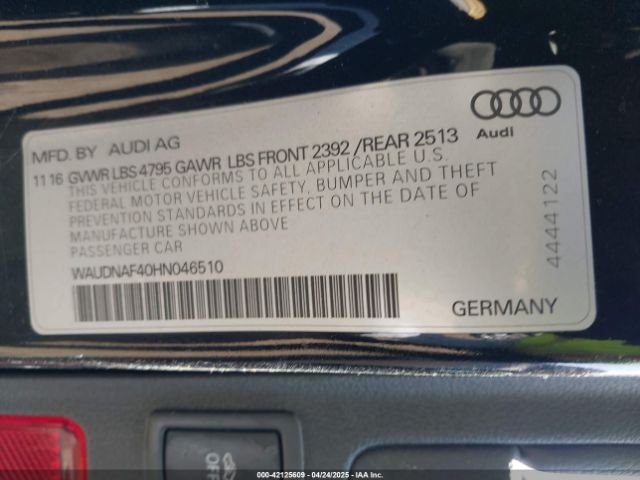 MFD. BY AUDI AG
11 16 GVWR LBS 4795 GAWR LBS FRONT 2392 /REAR 2513
THIS VEHICLE CONFORMS TO ALL APPLICABLE U.S.
FEDERAL MOTOR VEHICLE SAFETY, BUMPER AND THEFT
PREVENTION STANDARDS IN EFFECT ON THE DATE OF
MANUFACTURE SHOWN ABOVE
PASSENGER CAR
WAUDNAF40HN046510
Audi
4444122
GERMANY
OFF
000-42125609 - 04/24/2025 - IAA Inc.